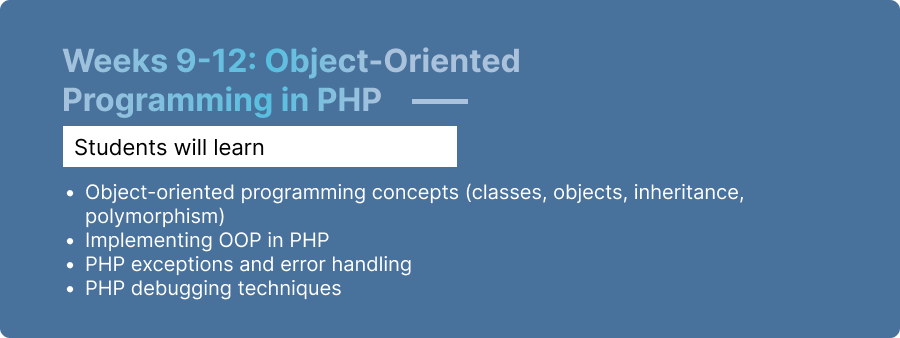 Weeks 9-12: Object-Oriented
Programming in PHP
Students will learn
• Object-oriented programming concepts (classes, objects, inheritance,
polymorphism)
• Implementing OOP in PHP
• PHP exceptions and error handling
• PHP debugging techniques